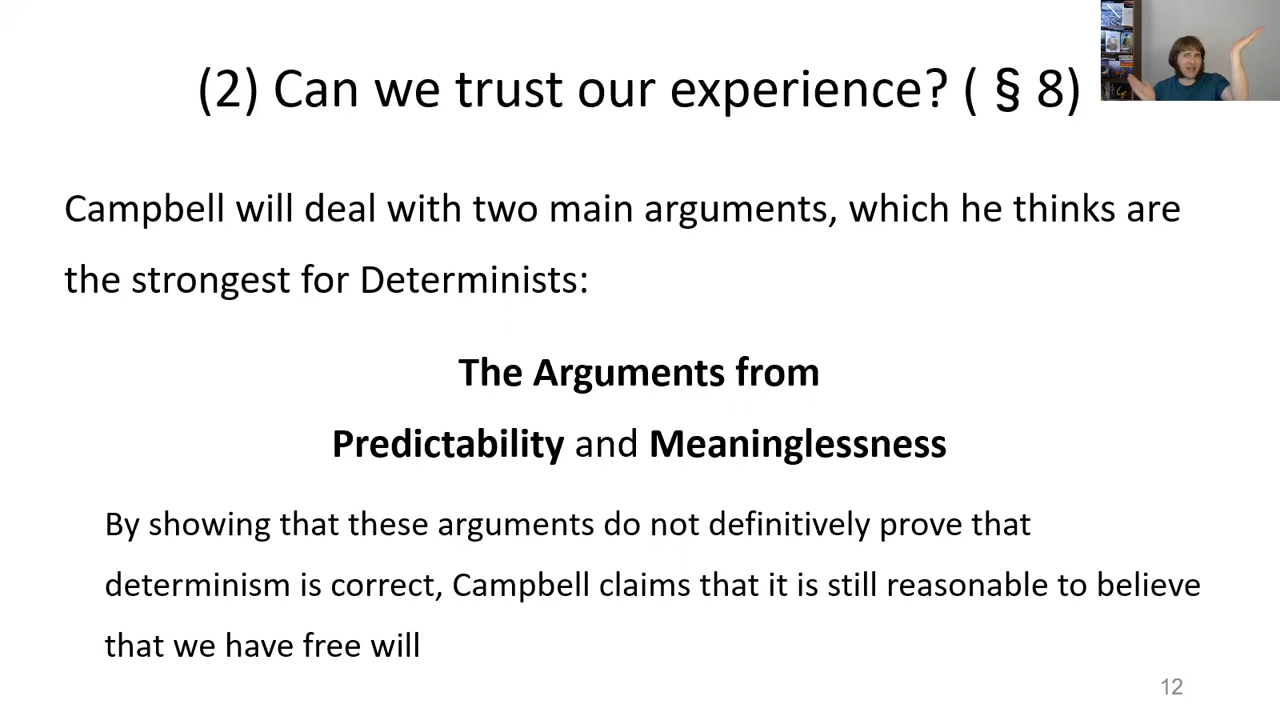 (2) Can we trust our experience? ( § 8)
Campbell will deal with two main arguments, which he thinks are
the strongest for Determinists:
The Arguments from
Predictability and Meaninglessness
By showing that these arguments do not definitively prove that
determinism is correct, Campbell claims that it is still reasonable to believe
that we have free will
12